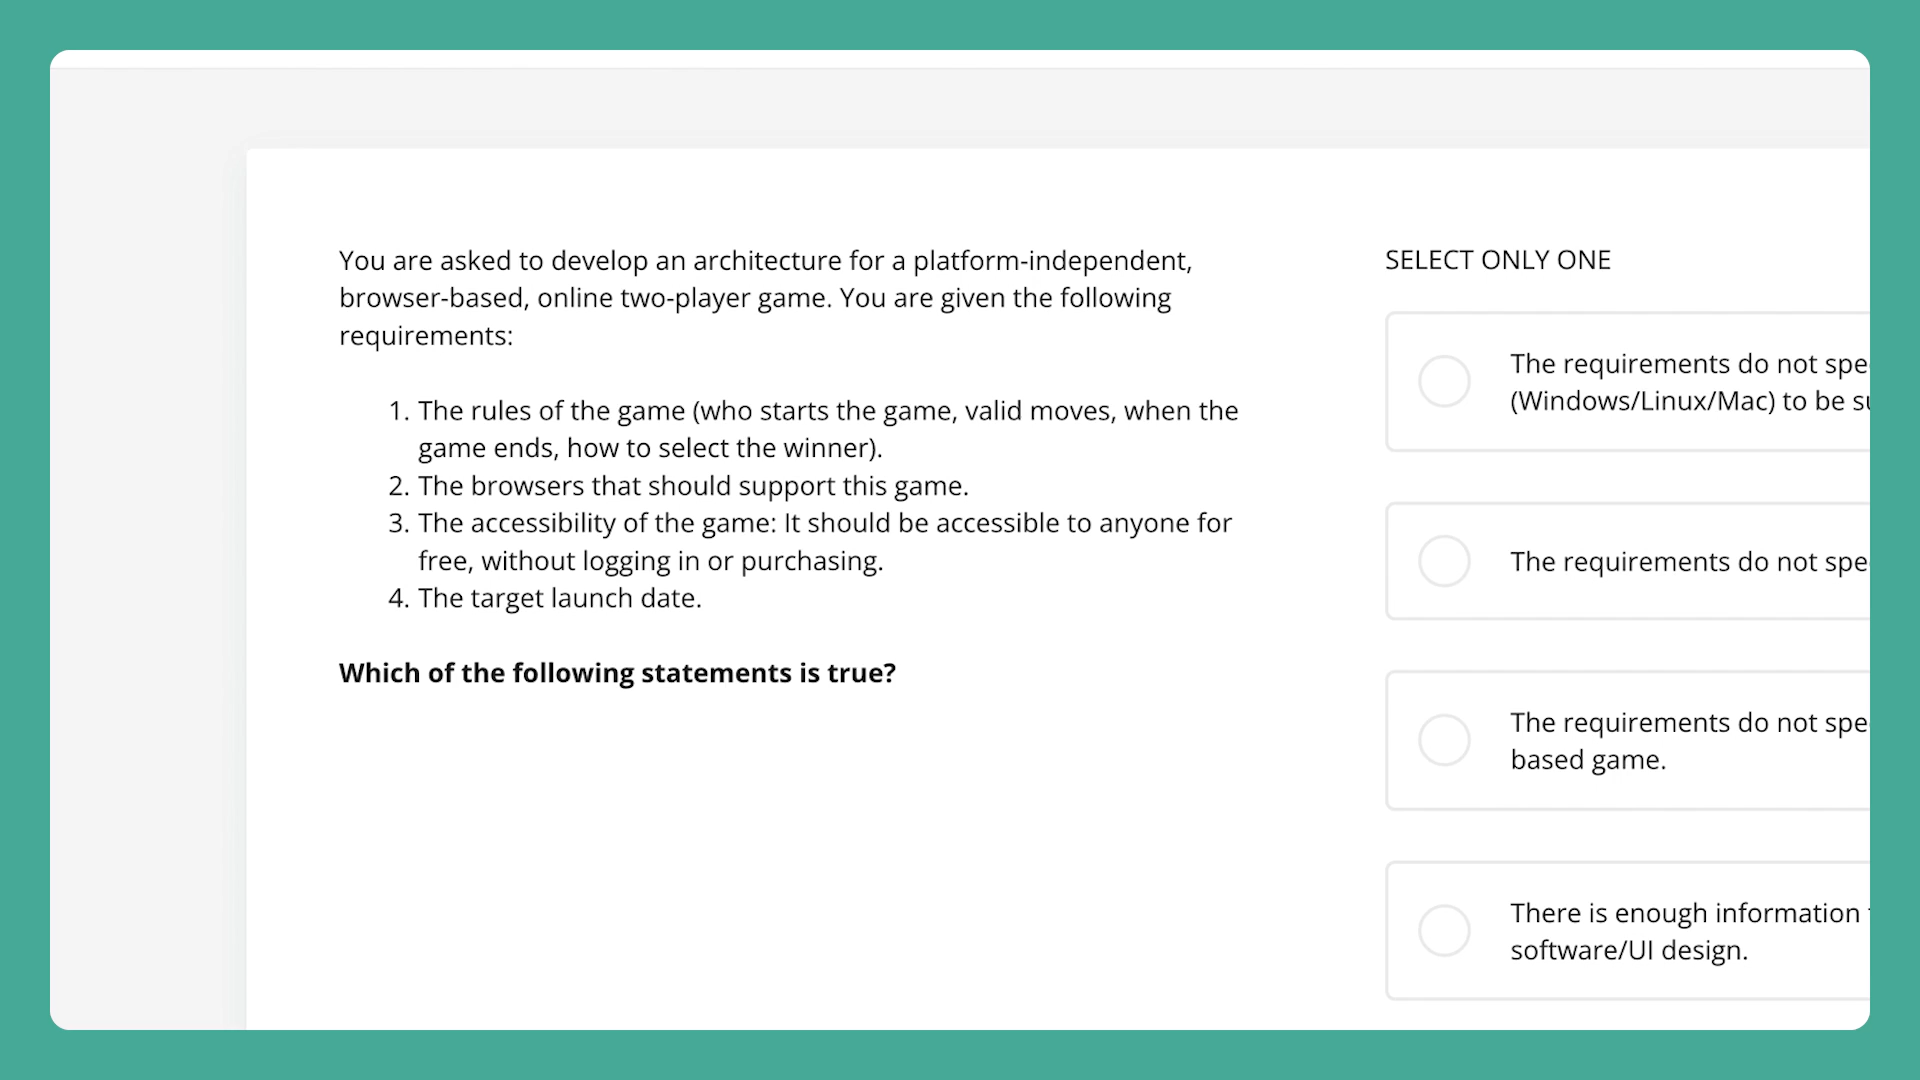 You are asked to develop an architecture for a platform-independent,
browser-based, online two-player game. You are given the following
requirements:
1. The rules of the game (who starts the game, valid moves, when the
game ends, how to select the winner).
2. The browsers that should support this game.
3. The accessibility of the game: It should be accessible to anyone for
free, without logging in or purchasing.
4. The target launch date.
Which of the following statements is true?
SELECT ONLY ONE
The requirements do not
(Windows/Linux/Mac) to be
The requirements do not
The requirements do not
based game.
There is enough information
software/UI design.